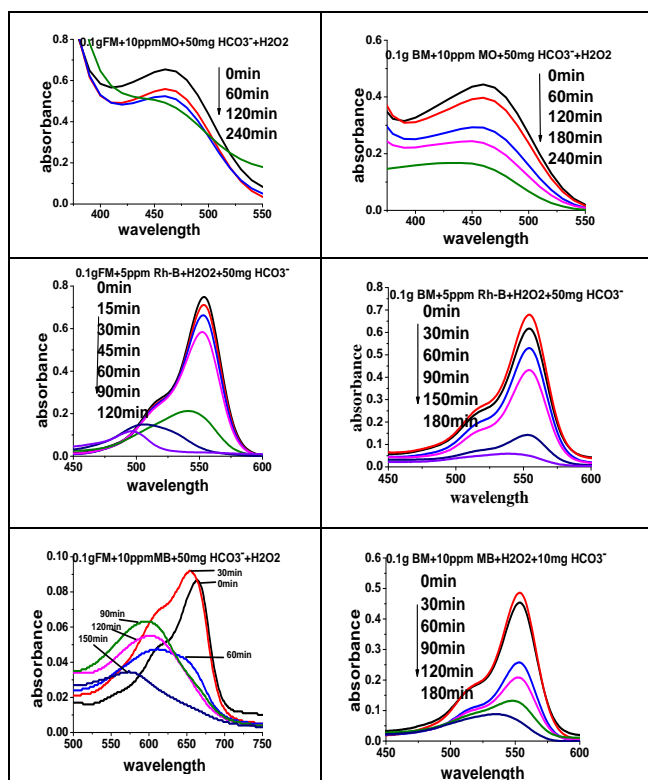 0.1gFM+10ppmMO+50mg HCO3⁻+H2O2
0min
60min
120min
240min
0.8
0.6
0.4
0.2
0.0
400 450 500 550
absorbance
wavelength
0.1g BM+10ppm MO+50mg HCO3⁻+H2O2
0min
60min
120min
180min
240min
0.6
0.4
0.2
0.0
400 450 500 550
absorbance
wavelength
0.1gFM+5ppm Rh-B+H2O2+50mg HCO3⁻
0min
15min
30min
45min
60min
90min
120min
0.8
0.6
0.4
0.2
0.0
450 500 550 600
absorbance
wavelength
0.1g BM+5ppm Rh-B+H2O2+50mg HCO3⁻
0min
30min
60min
90min
150min
180min
0.8
0.7
0.6
0.5
0.4
0.3
0.2
0.1
0.0
450 500 550 600
absorbance
wavelength
0.1gFM+10ppmMB+50mg HCO3⁻+H2O2
30min
0min
90min
120min
150min
60min
0.10
0.08
0.06
0.04
0.02
0.00
500 550 600 650 700 750
absorbance
wavelength
0.1g BM+10ppm MB+H2O2+10mg HCO3⁻
0min
30min
60min
90min
120min
180min
0.6
0.5
0.4
0.3
0.2
0.1
0.0
450 500 550 600
absorbance
wavelength